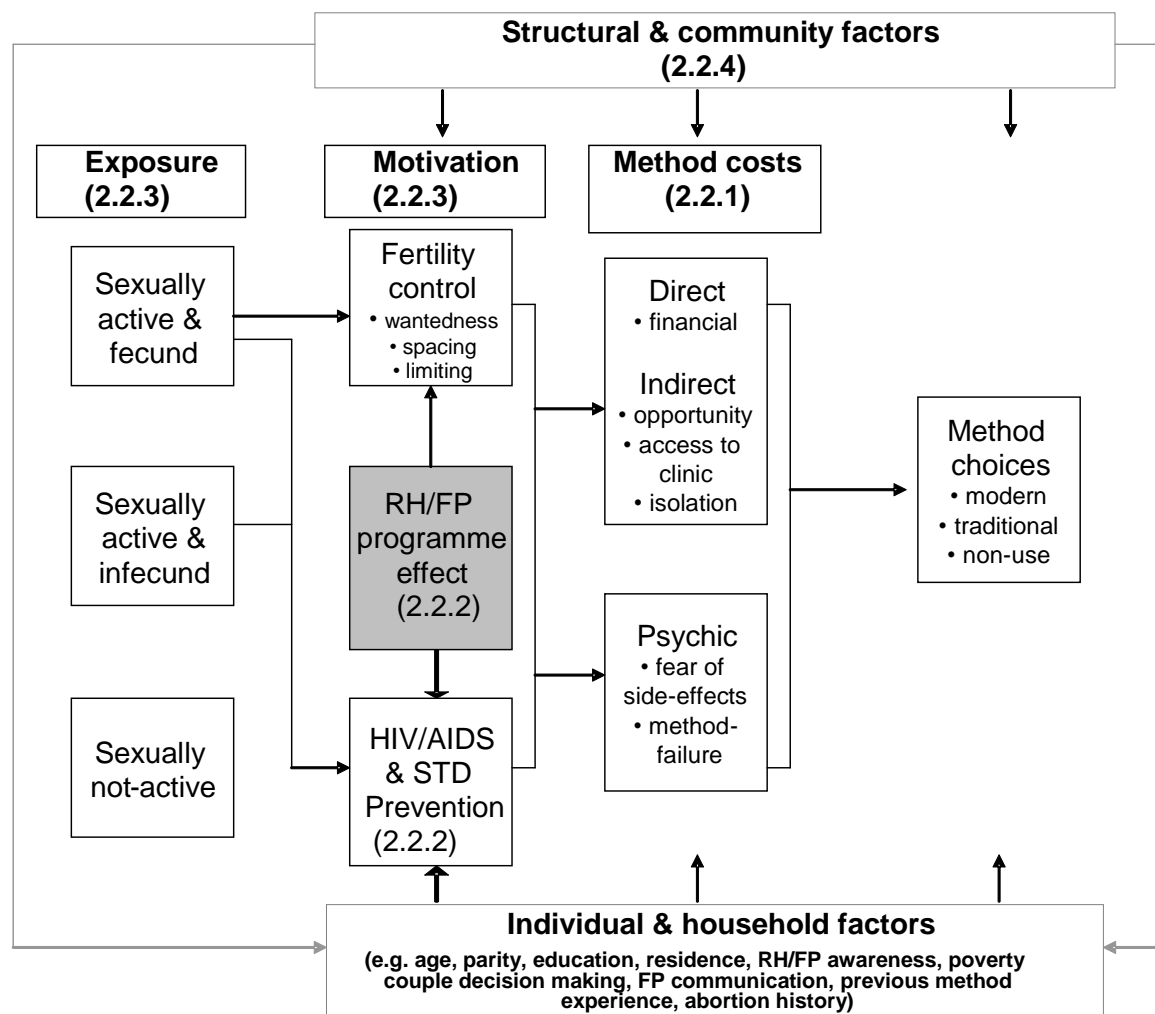 Structural & community factors
(2.2.4)
Exposure
(2.2.3)
Motivation
(2.2.3)
Method costs
(2.2.1)
Sexually
active &
fecund
Fertility
control
• wantedness
• spacing
• limiting
Direct
• financial
Indirect
• opportunity
• access to
clinic
• isolation
Method
choices
• modern
• traditional
• non-use
Sexually
active &
infecund
RH/FP
programme
effect
(2.2.2)
Psychic
• fear of
side-effects
• method-
failure
Sexually
not-active
HIV/AIDS
& STD
Prevention
(2.2.2)
Individual & household factors
(e.g. age, parity, education, residence, RH/FP awareness, poverty
couple decision making, FP communication, previous method
experience, abortion history)